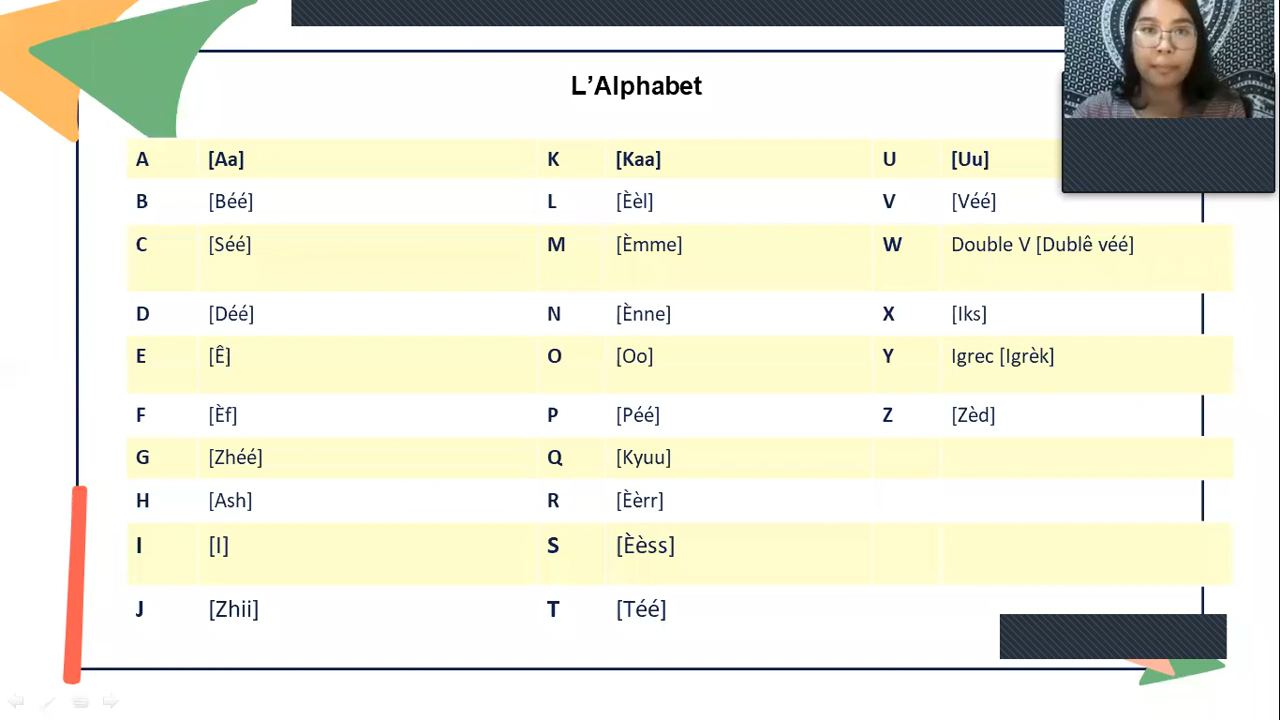 L’Alphabet
A [Aa] K [Kaa] U [Uu]
B [Béé] L [Èèl] V [Véé]
C [Séé] M [Èmme] W Double V [Dublê véé]
D [Déé] N [Ènne] X [Iks]
E [Ê] O [Oo] Y Igrec [Igrèk]
F [Èf] P [Péé] Z [Zèd]
G [Zhéé] Q [Kyuu]
H [Ash] R [Èèrr]
I [I] S [Èèss]
J [Zhii] T [Téé]